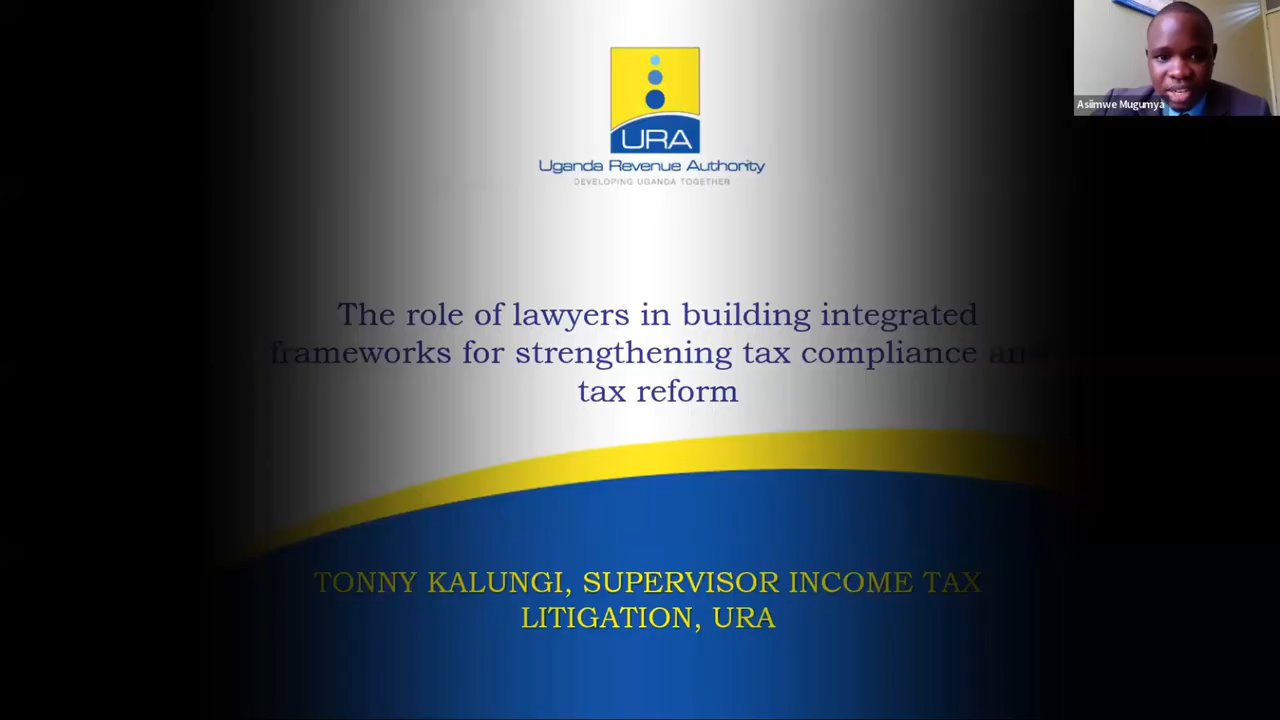 Asiimwe Mugumya
URA
Uganda Revenue Authority
DEVELOPING UGANDA TOGETHER
The role of lawyers in building integrated
frameworks for strengthening tax compliance an
tax reform
TONNY KALUNGI, SUPERVISOR INCOME TAX
LITIGATION, URA